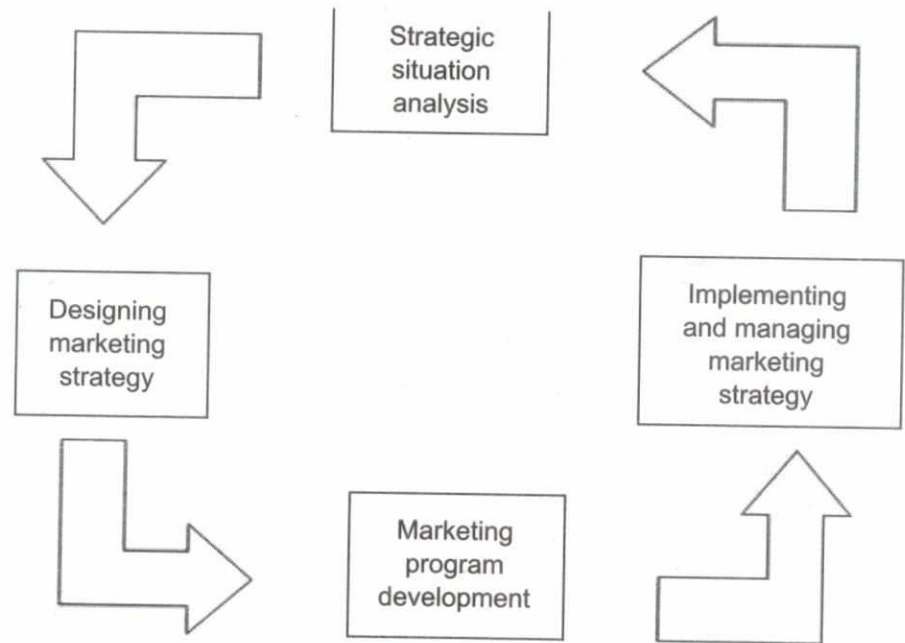 Strategic
situation
analysis
Designing
marketing
strategy
Implementing
and managing
marketing
strategy
Marketing
program
development